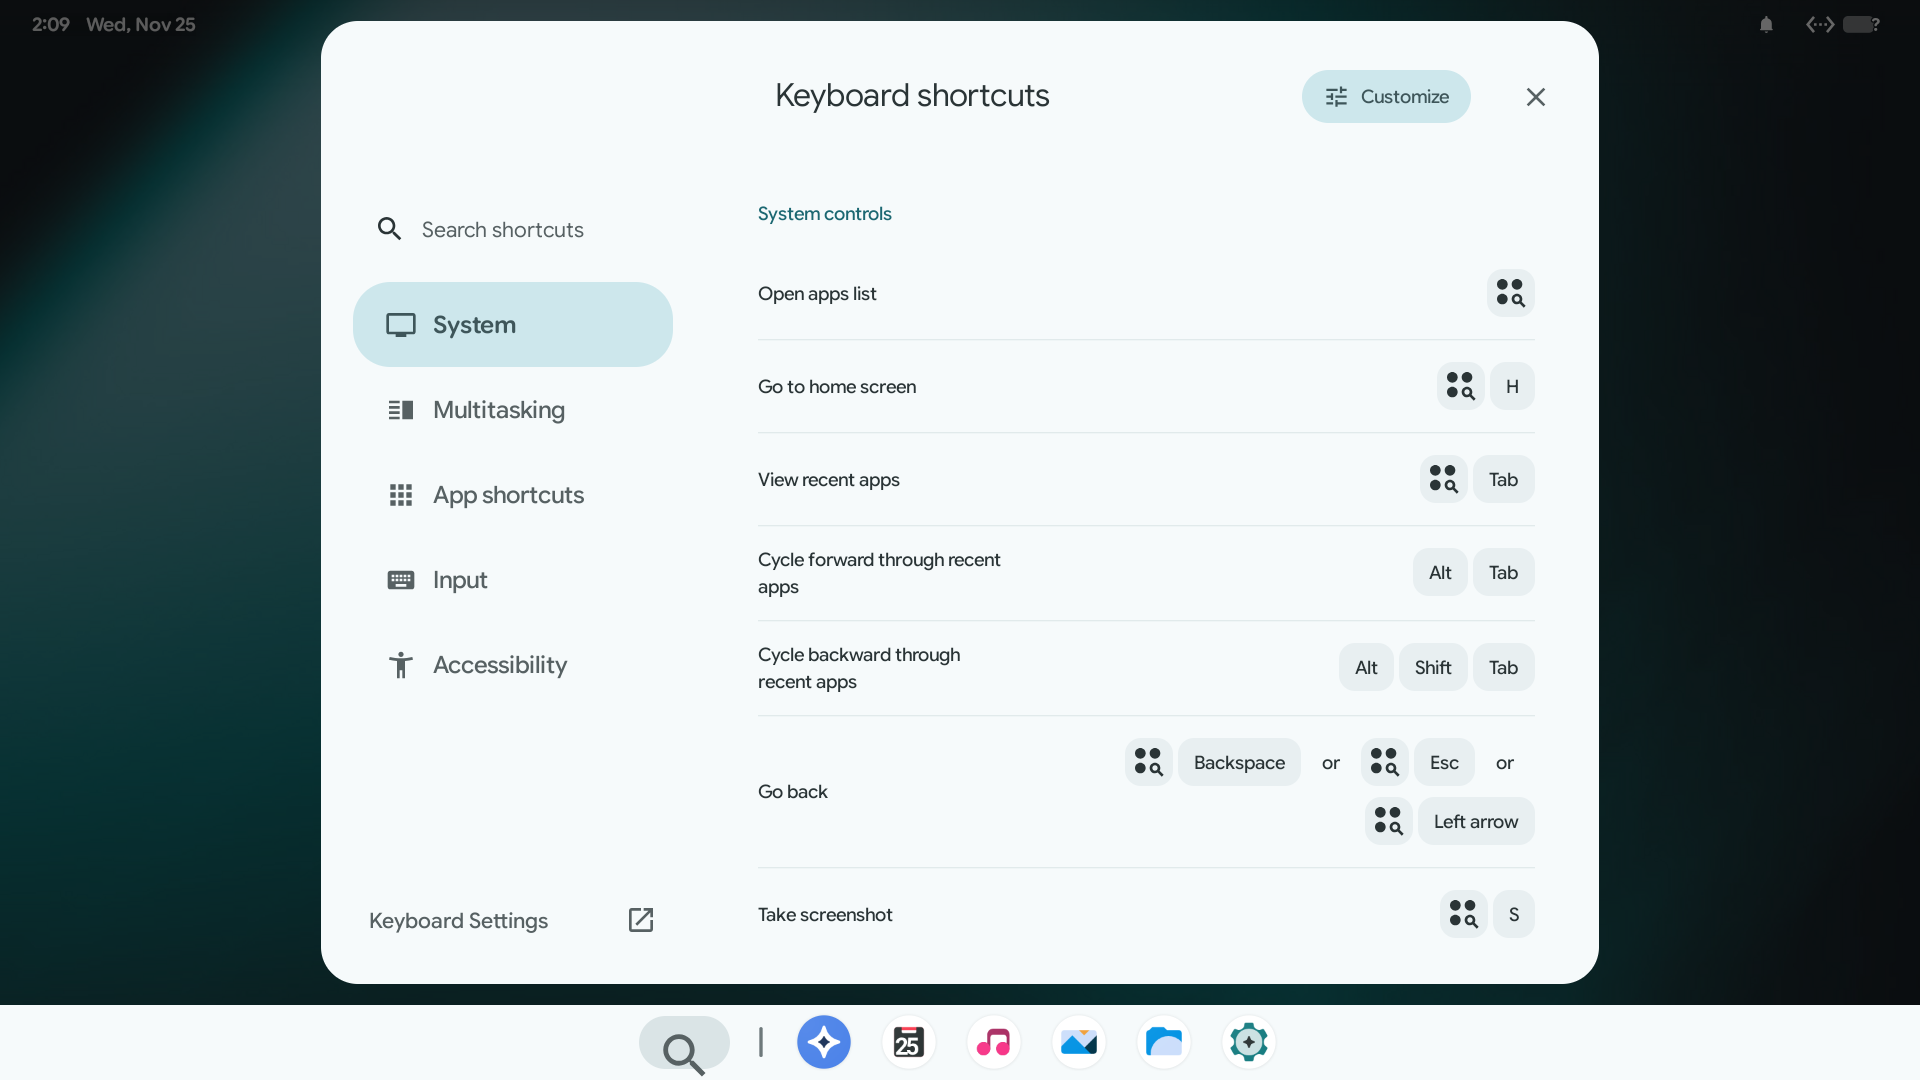 2:09 Wed, Nov 25
?
Keyboard shortcuts
Customize
Search shortcuts
System
Multitasking
App shortcuts
Input
Accessibility
Keyboard Settings
System controls
Open apps list
Go to home screen
H
View recent apps
Tab
Cycle forward through recent
apps
Alt Tab
Cycle backward through
recent apps
Alt Shift Tab
Go back
Backspace or Esc or
Left arrow
Take screenshot
S
25